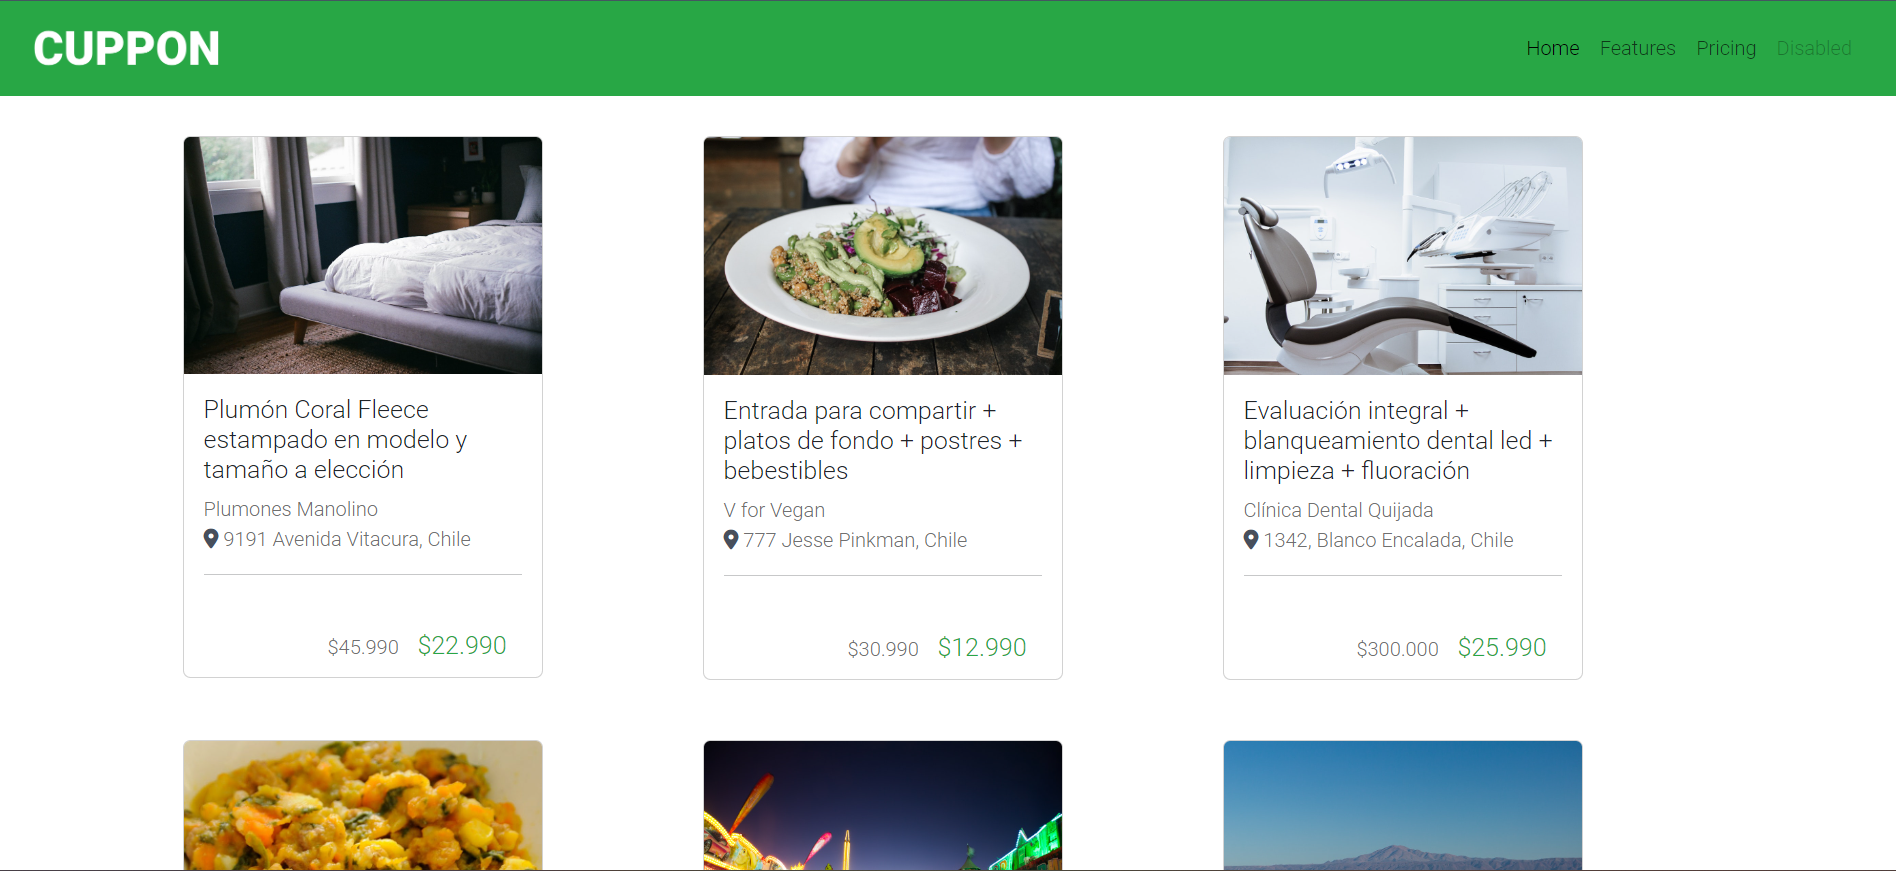 CUPPON
Home Features Pricing Disabled
Plumón Coral Fleece
estampado en modelo y
tamaño a elección
Plumones Manolino
9191 Avenida Vitacura, Chile
$45.990 $22.990
Entrada para compartir +
platos de fondo + postres +
bebestibles
V for Vegan
777 Jesse Pinkman, Chile
$30.990 $12.990
Evaluación integral +
blanqueamiento dental led +
limpieza + fluoración
Clínica Dental Quijada
1342, Blanco Encalada, Chile
$300.000 $25.990